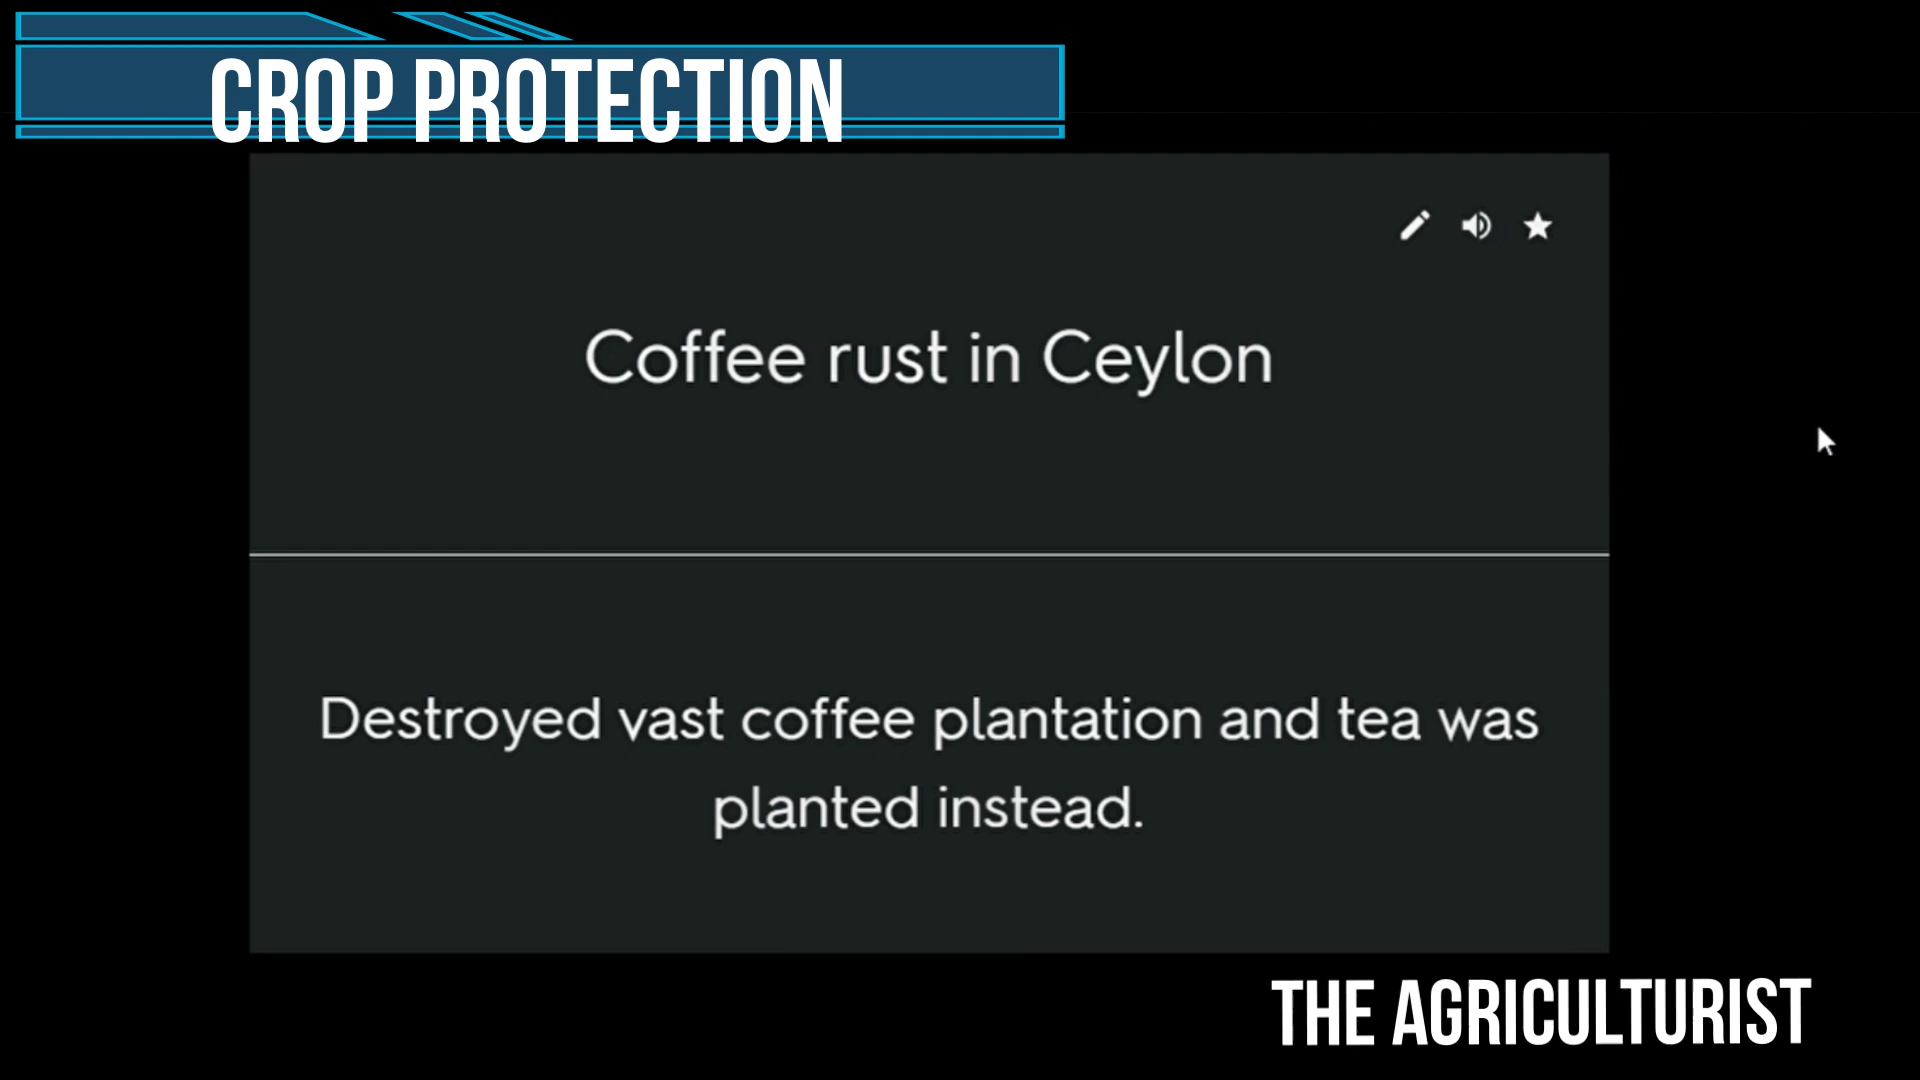 CROP PROTECTION
Coffee rust in Ceylon
Destroyed vast coffee plantation and tea was
planted instead.
THE AGRICULTURIST